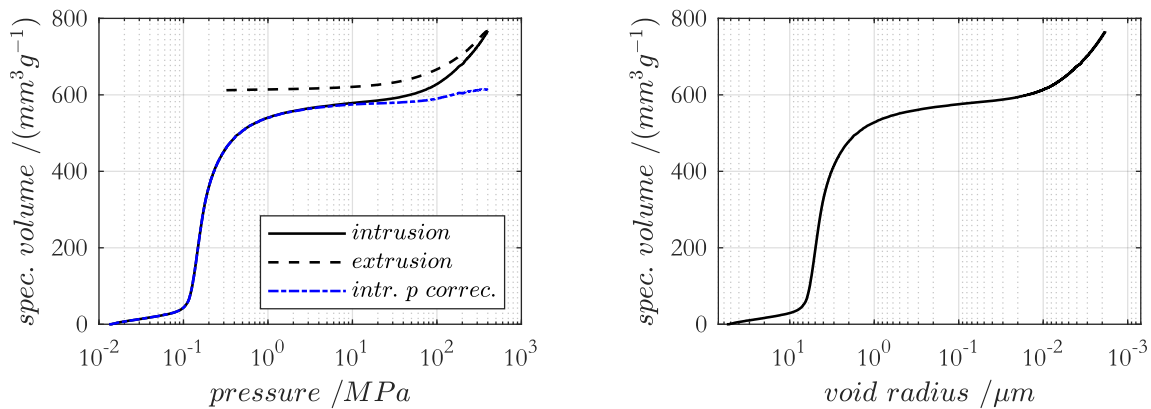 800
600
400
200
0
spec. volume /(mm³g⁻¹)
10⁻² 10⁻¹ 10⁰ 10¹ 10² 10³
pressure /MPa
intrusion
extrusion
intr. p correc.
800
600
400
200
0
spec. volume /(mm³g⁻¹)
10¹ 10⁰ 10⁻¹ 10⁻² 10⁻³
void radius /μm